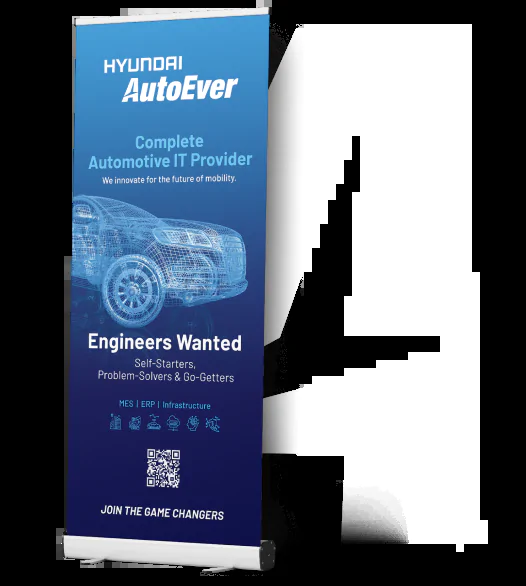 HYUNDAI
AutoEver
Complete
Automotive IT Provider
We innovate for the future of mobility.
Engineers Wanted
Self-Starters,
Problem-Solvers & Go-Getters
MES | ERP | Infrastructure
JOIN THE GAME CHANGERS